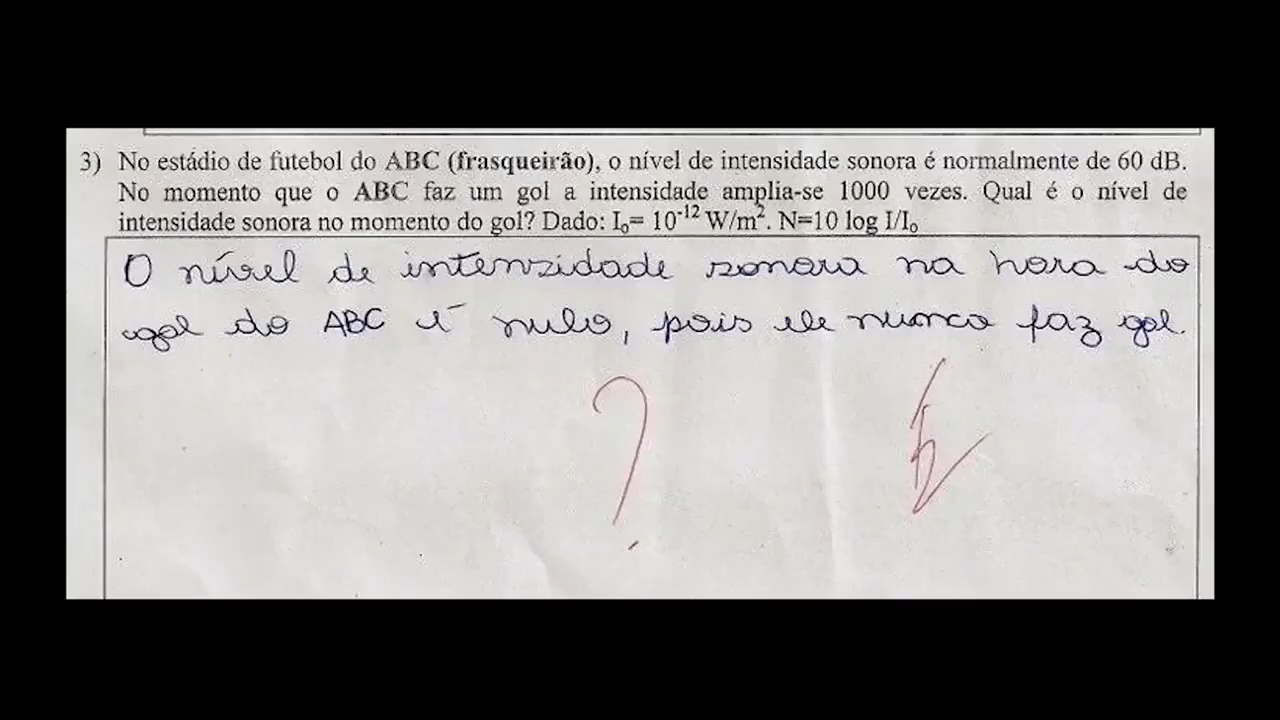 3) No estádio de futebol do ABC (frasqueirão), o nível de intensidade sonora é normalmente de 60 dB.
No momento que o ABC faz um gol a intensidade amplia-se 1000 vezes. Qual é o nível de
intensidade sonora no momento do gol? Dado: I₀= 10⁻¹² W/m². N=10 log I/I₀
O nível de intensidade sonora na hora do
gol do ABC é nulo, pois ele nunca faz gol.
?